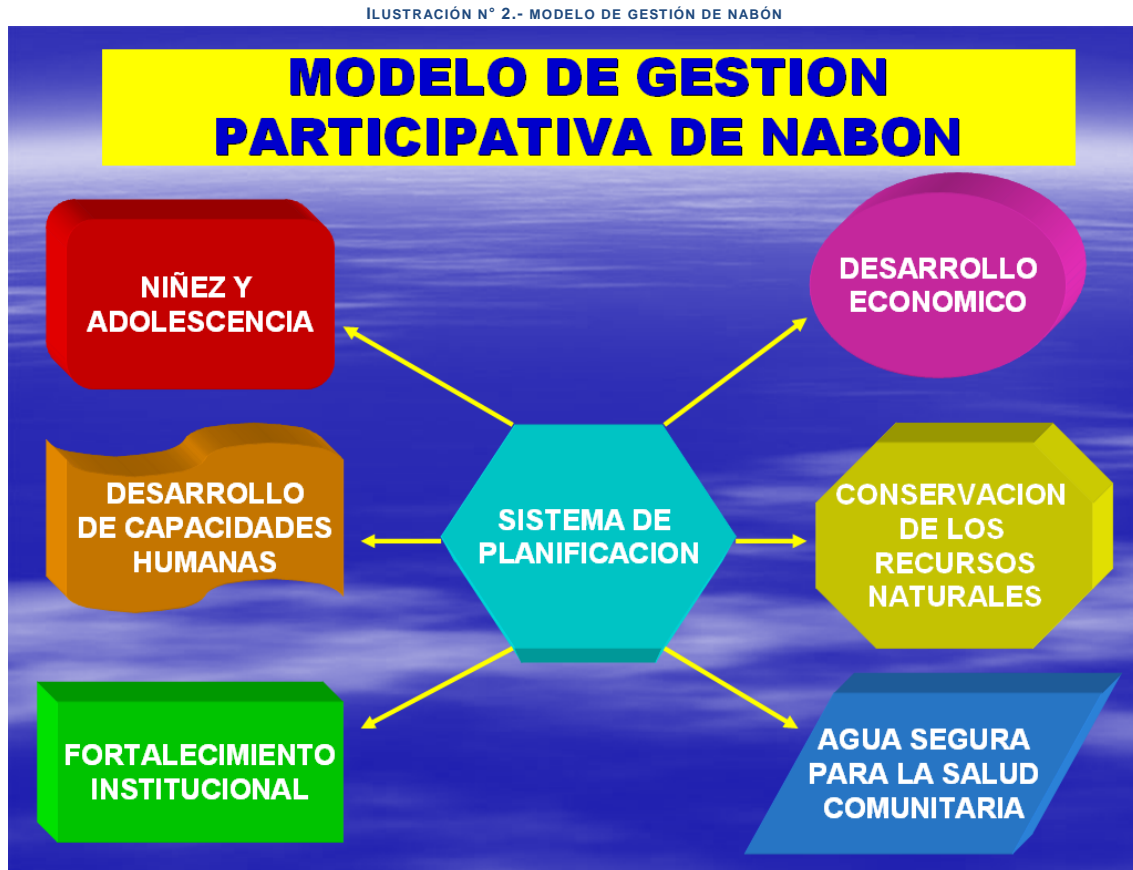 ILUSTRACIÓN N° 2.- MODELO DE GESTIÓN DE NABÓN
MODELO DE GESTION
PARTICIPATIVA DE NABON
NIÑEZ Y
ADOLESCENCIA
DESARROLLO
ECONOMICO
DESARROLLO
DE CAPACIDADES
HUMANAS
SISTEMA DE
PLANIFICACION
CONSERVACION
DE LOS
RECURSOS
NATURALES
FORTALECIMIENTO
INSTITUCIONAL
AGUA SEGURA
PARA LA SALUD
COMUNITARIA